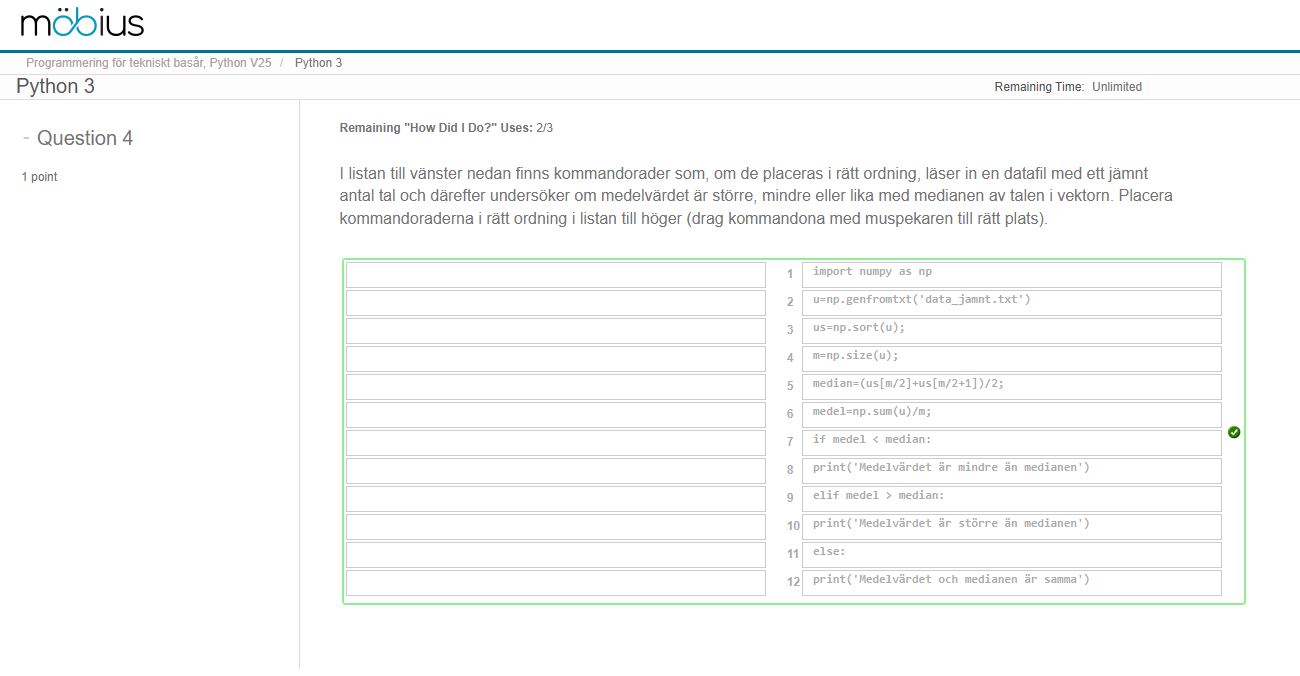 möbius
Programmering för tekniskt basår, Python V25 / Python 3
Python 3
Remaining Time: Unlimited
- Question 4
1 point
Remaining "How Did I Do?" Uses: 2/3
I listan till vänster nedan finns kommandorader som, om de placeras i rätt ordning, läser in en datafil med ett jämnt
antal tal och därefter undersöker om medelvärdet är större, mindre eller lika med medianen av talen i vektorn. Placera
kommandoraderna i rätt ordning i listan till höger (drag kommandona med muspekaren till rätt plats).
1 import numpy as np
2 u=np.genfromtxt('data_jamnt.txt')
3 us=np.sort(u);
4 m=np.size(u);
5 median=(us[m/2]+us[m/2+1])/2;
6 medel=np.sum(u)/m;
7 if medel < median:
8 print('Medelvärdet är mindre än medianen')
9 elif medel > median:
10 print('Medelvärdet är större än medianen')
11 else:
12 print('Medelvärdet och medianen är samma')